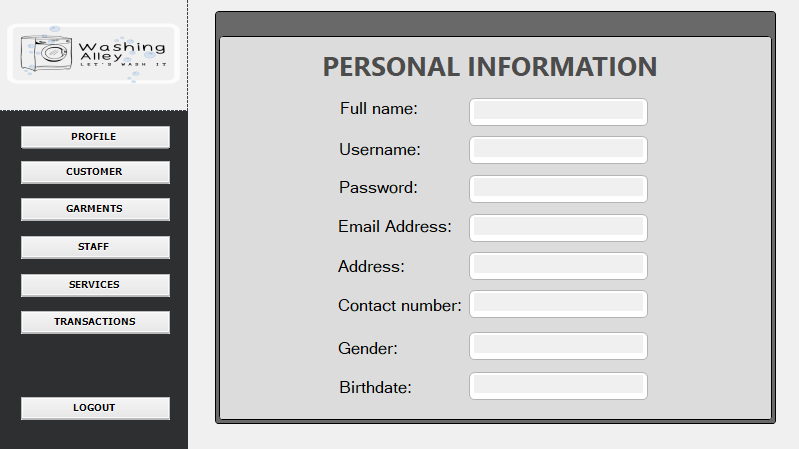 Washing
Alley
LET'S WASH IT
PROFILE
CUSTOMER
GARMENTS
STAFF
SERVICES
TRANSACTIONS
LOGOUT
PERSONAL INFORMATION
Full name:
Username:
Password:
Email Address:
Address:
Contact number:
Gender:
Birthdate: